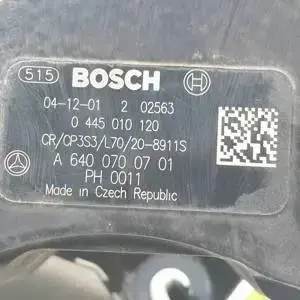 515 BOSCH
04-12-01 2 02563
0 445 010 120
CR/CP3S3/L70/20-8911S
A 640 070 07 01
PH 0011
Made in Czech Republic